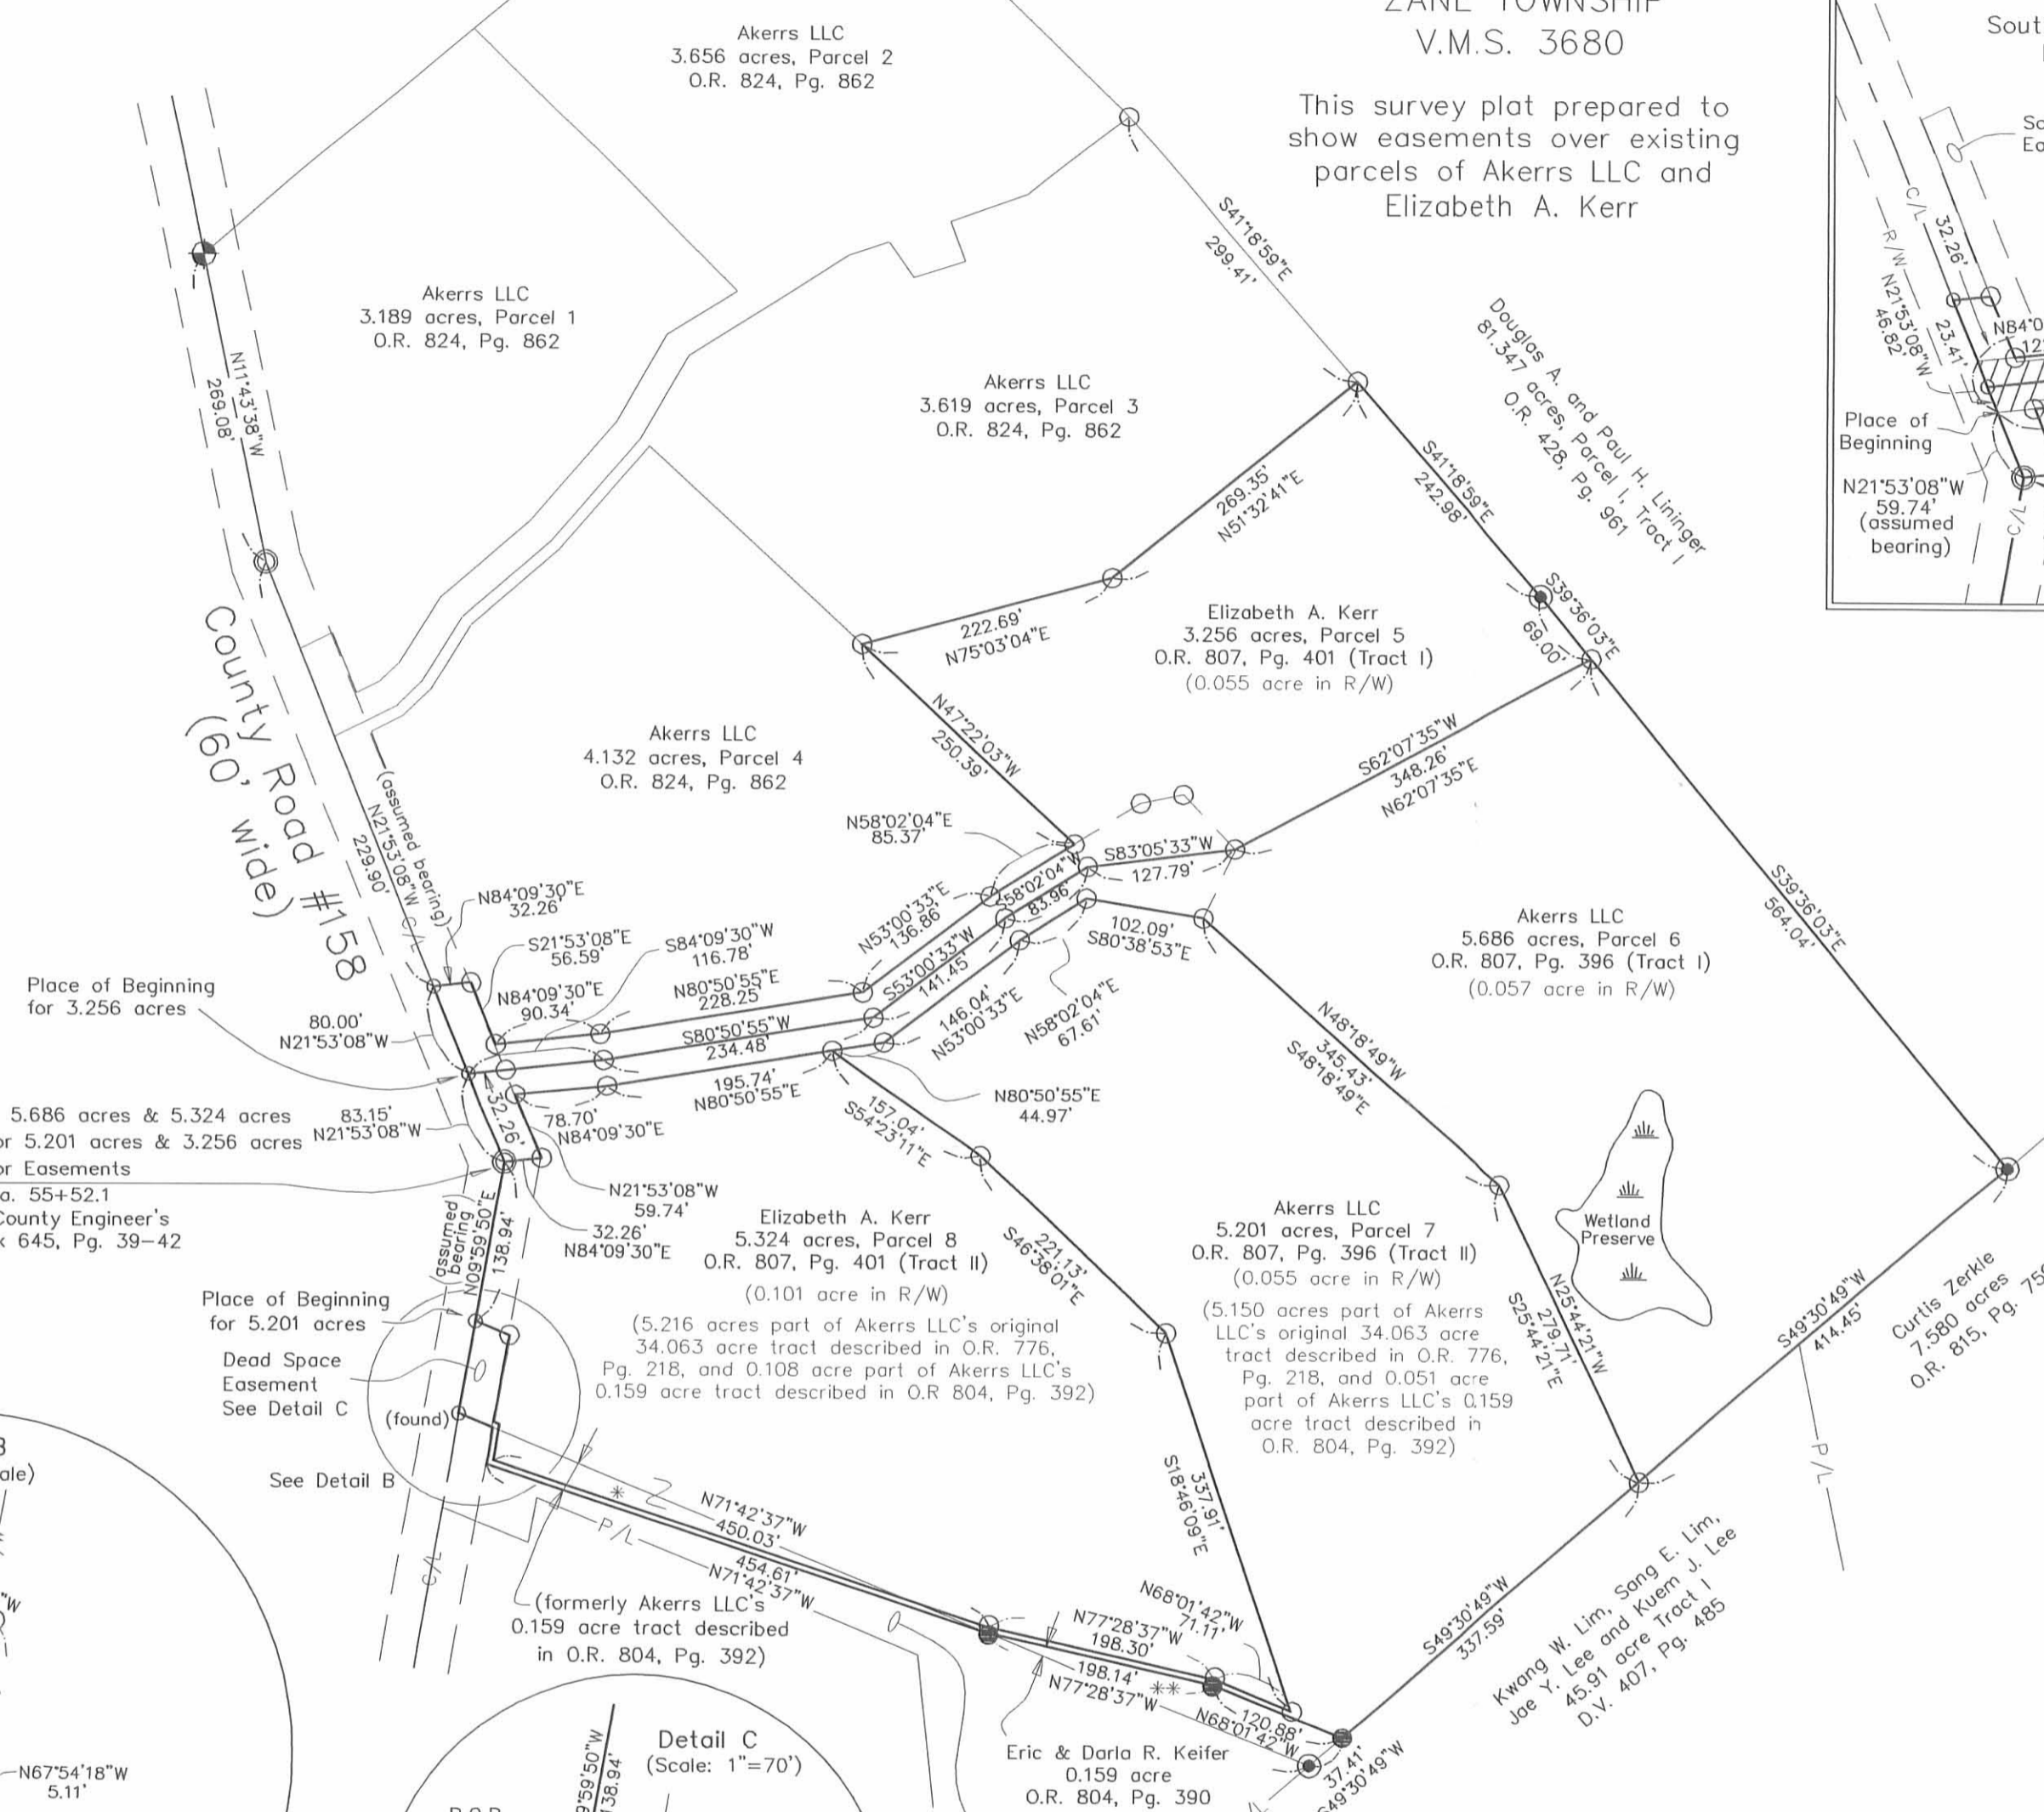 ZANE TOWNSHIP
V.M.S. 3680
This survey plat prepared to
show easements over existing
parcels of Akerrs LLC and
Elizabeth A. Kerr
Akerrs LLC
3.656 acres, Parcel 2
O.R. 824, Pg. 862
Akerrs LLC
3.189 acres, Parcel 1
O.R. 824, Pg. 862
Akerrs LLC
3.619 acres, Parcel 3
O.R. 824, Pg. 862
S41°18'59"E
299.41'
Douglas A. and Paul H. Lininger
81.347 acres, Parcel I, Tract I
O.R. 428, Pg. 961
N11°43'38"W
269.08'
S41°18'59"E
242.98'
269.35'
N51°32'41"E
222.69'
N75°03'04"E
Elizabeth A. Kerr
3.256 acres, Parcel 5
O.R. 807, Pg. 401 (Tract I)
(0.055 acre in R/W)
S39°36'03"E
69.00'
County Road #158
(60' wide)
Akerrs LLC
4.132 acres, Parcel 4
O.R. 824, Pg. 862
N47°22'03"W
250.39'
S62°07'35"W
348.26'
N62°07'35"E
(assumed bearing)
N21°53'08"W C/L
229.90'
N58°02'04"E
85.37'
S83°05'33"W
127.79'
S58°02'04"W
83.96'
S39°36'03"E
564.04'
N84°09'30"E
32.26'
S21°53'08"E
56.59'
S84°09'30"W
116.78'
N53°00'33"E
136.86'
S53°00'33"W
141.45'
102.09'
S80°38'53"E
Akerrs LLC
5.686 acres, Parcel 6
O.R. 807, Pg. 396 (Tract I)
(0.057 acre in R/W)
Place of Beginning
for 3.256 acres
80.00'
N21°53'08"W
N84°09'30"E
90.34'
N80°50'55"E
228.25'
S80°50'55"W
234.48'
146.04'
N53°00'33"E
N58°02'04"E
67.61'
N48°18'49"W
345.43'
S48°18'49"E
195.74'
N80°50'55"E
N80°50'55"E
44.97'
5.686 acres & 5.324 acres
or 5.201 acres & 3.256 acres
or Easements
a. 55+52.1
County Engineer's
k 645, Pg. 39-42
83.15'
N21°53'08"W
32.26'
78.70'
N84°09'30"E
157.04'
S54°23'11"E
N21°53'08"W
59.74'
32.26'
N84°09'30"E
(assumed
bearing)
N09°59'50"E
138.94'
Elizabeth A. Kerr
5.324 acres, Parcel 8
O.R. 807, Pg. 401 (Tract II)
(0.101 acre in R/W)
(5.216 acres part of Akerrs LLC's original
34.063 acre tract described in O.R. 776,
Pg. 218, and 0.108 acre part of Akerrs LLC's
0.159 acre tract described in O.R 804, Pg. 392)
221.13'
S46°38'01"E
Akerrs LLC
5.201 acres, Parcel 7
O.R. 807, Pg. 396 (Tract II)
(0.055 acre in R/W)
(5.150 acres part of Akerrs
LLC's original 34.063 acre
tract described in O.R. 776,
Pg. 218, and 0.051 acre
part of Akerrs LLC's 0.159
acre tract described in
O.R. 804, Pg. 392)
Wetland
Preserve
N25°44'21"W
279.71'
S25°44'21"E
S49°30'49"W
414.45'
Curtis Zerkle
7.580 acres
O.R. 815, Pg.
P/L
Place of Beginning
for 5.201 acres
Dead Space
Easement
See Detail C
(found)
See Detail B
C/L
ale)
"W
*
Z
N71°42'37"W
450.03'
P/L
454.61'
N71°42'37"W
(formerly Akerrs LLC's
0.159 acre tract described
in O.R. 804, Pg. 392)
337.91'
S18°46'09"E
N68°01'42"W
71.11'
N77°28'37"W
198.30'
198.14'
N77°28'37"W
**
120.88'
N68°01'42"W
37.41'
S49°30'49"W
S49°30'49"W
337.59'
Kwang W. Lim, Sang E. Lim,
Jae Y. Lee and Kuem J. Lee
45.91 acre Tract I
D.V. 407, Pg. 485
Eric & Darla R. Keifer
0.159 acre
O.R. 804, Pg. 390
N67°54'18"W
5.11'
Detail C
(Scale: 1"=70')
9°59'50"W
138.94'
Sout
C/L
32.26'
R/W
N21°53'08"W
46.82'
23.41'
N84°0
12
Place of
Beginning
N21°53'08"W
59.74'
(assumed
bearing)
C/L